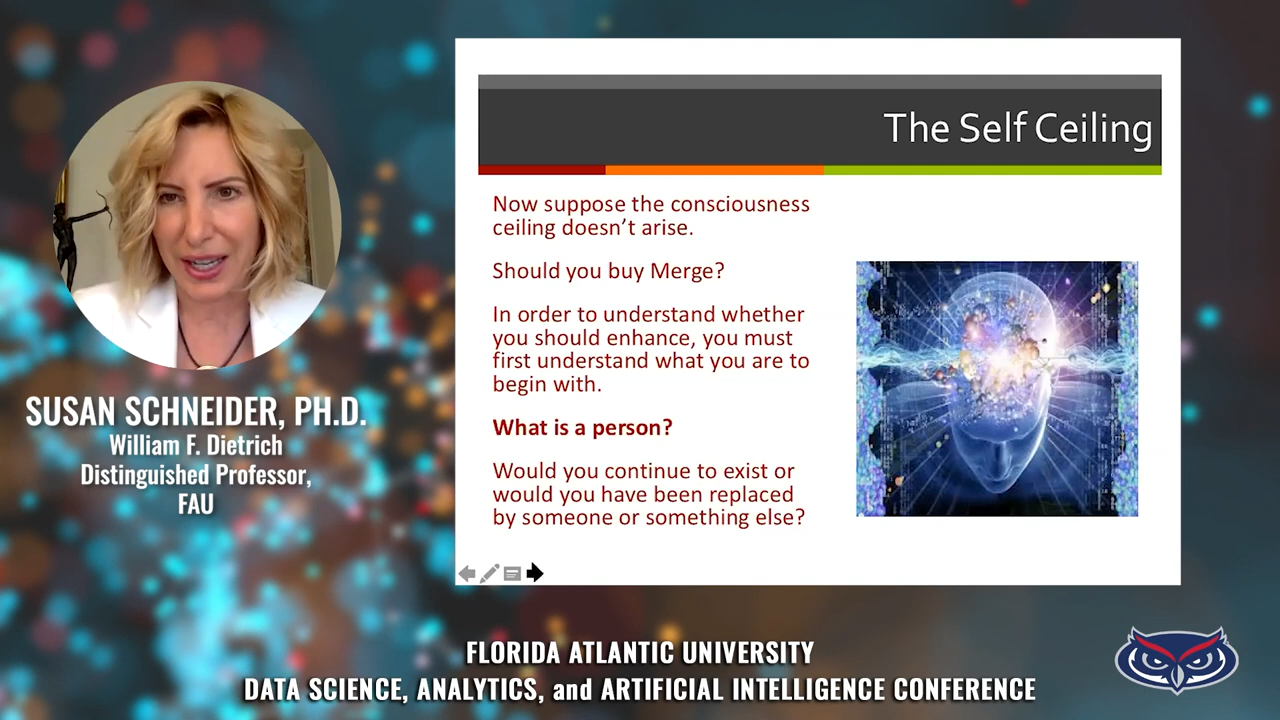 The Self Ceiling
Now suppose the consciousness
ceiling doesn’t arise.
Should you buy Merge?
In order to understand whether
you should enhance, you must
first understand what you are to
begin with.
What is a person?
Would you continue to exist or
would you have been replaced
by someone or something else?
SUSAN SCHNEIDER, PH.D.
William F. Dietrich
Distinguished Professor,
FAU
FLORIDA ATLANTIC UNIVERSITY
DATA SCIENCE, ANALYTICS, and ARTIFICIAL INTELLIGENCE CONFERENCE